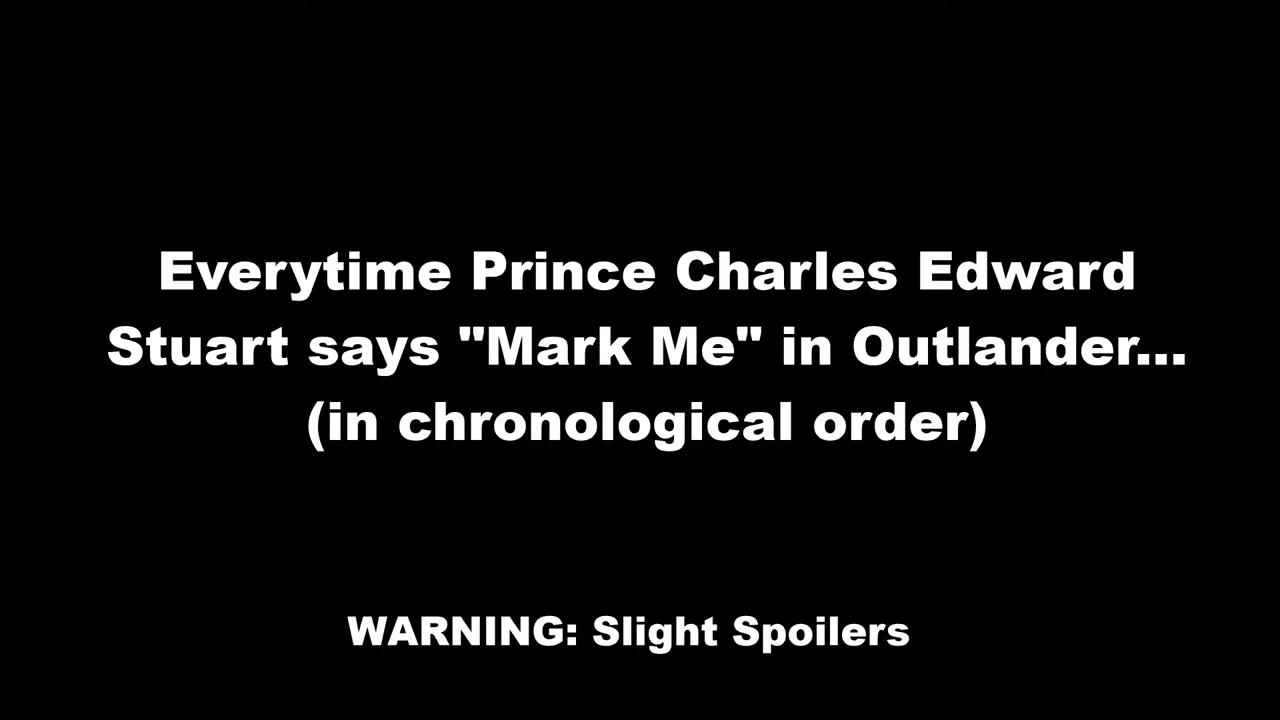 Everytime Prince Charles Edward
Stuart says "Mark Me" in Outlander...
(in chronological order)
WARNING: Slight Spoilers